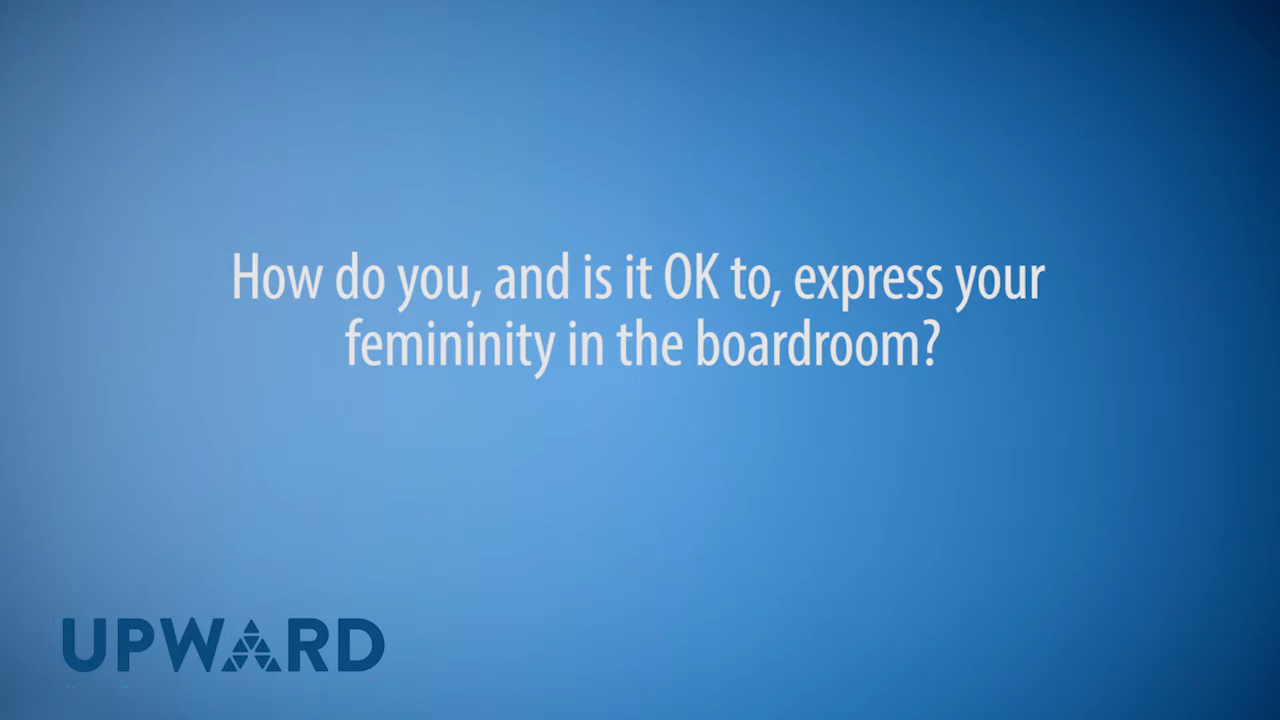 How do you, and is it OK to, express your
femininity in the boardroom?
UPWARD